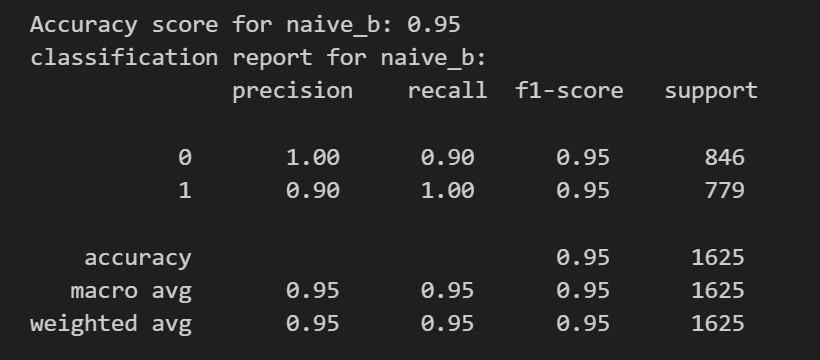 Accuracy score for naive_b: 0.95
classification report for naive_b:
precision recall f1-score support
0 1.00 0.90 0.95 846
1 0.90 1.00 0.95 779
accuracy 0.95 1625
macro avg 0.95 0.95 0.95 1625
weighted avg 0.95 0.95 0.95 1625